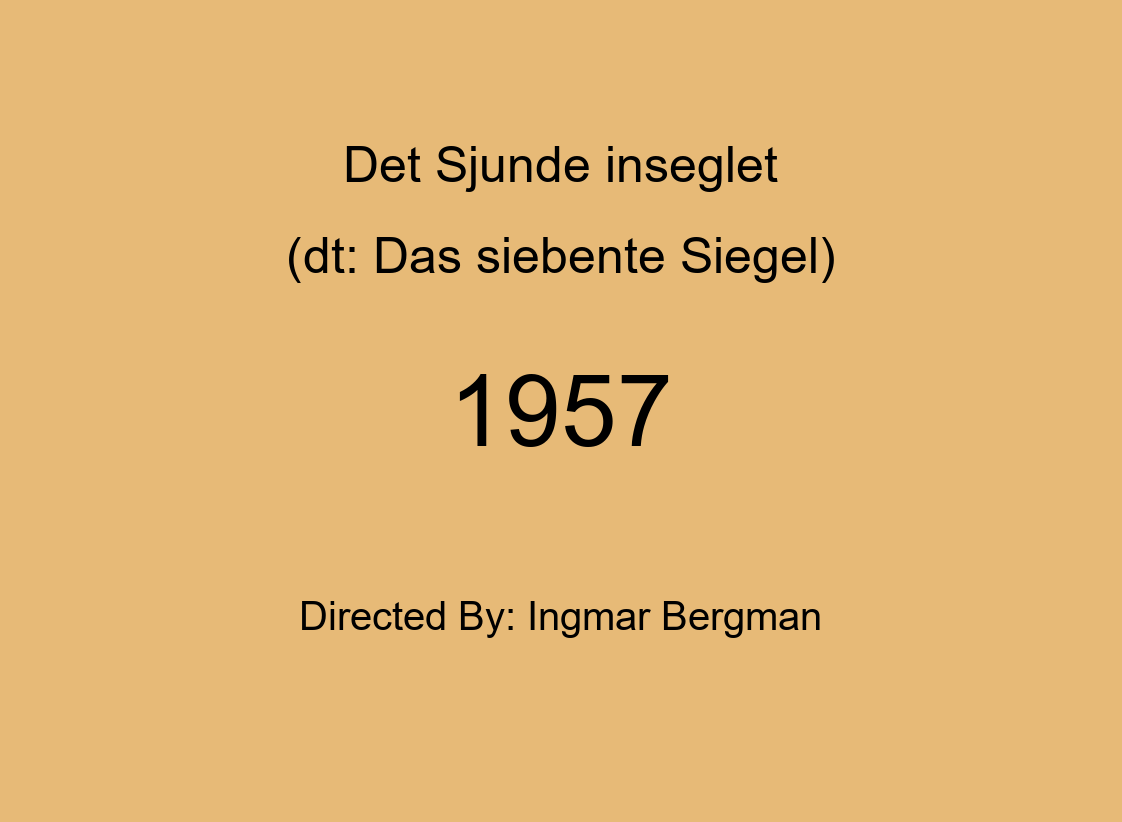 Det Sjunde inseglet
(dt: Das siebente Siegel)
1957
Directed By: Ingmar Bergman